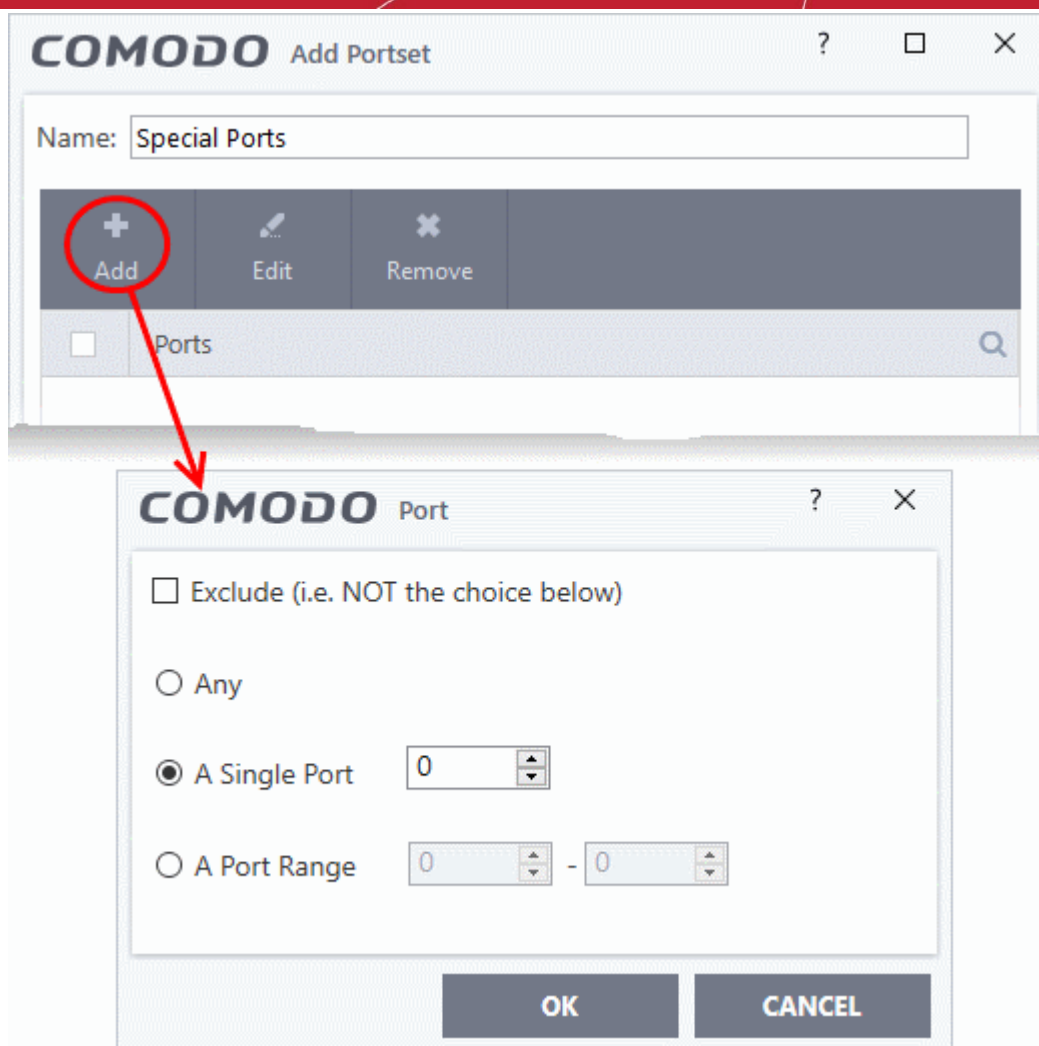 COMODO Add Portset ?
Name: Special Ports
Add Edit Remove
Ports
COMODO Port ?
Exclude (i.e. NOT the choice below)
Any
A Single Port 0
A Port Range 0 - 0
OK CANCEL